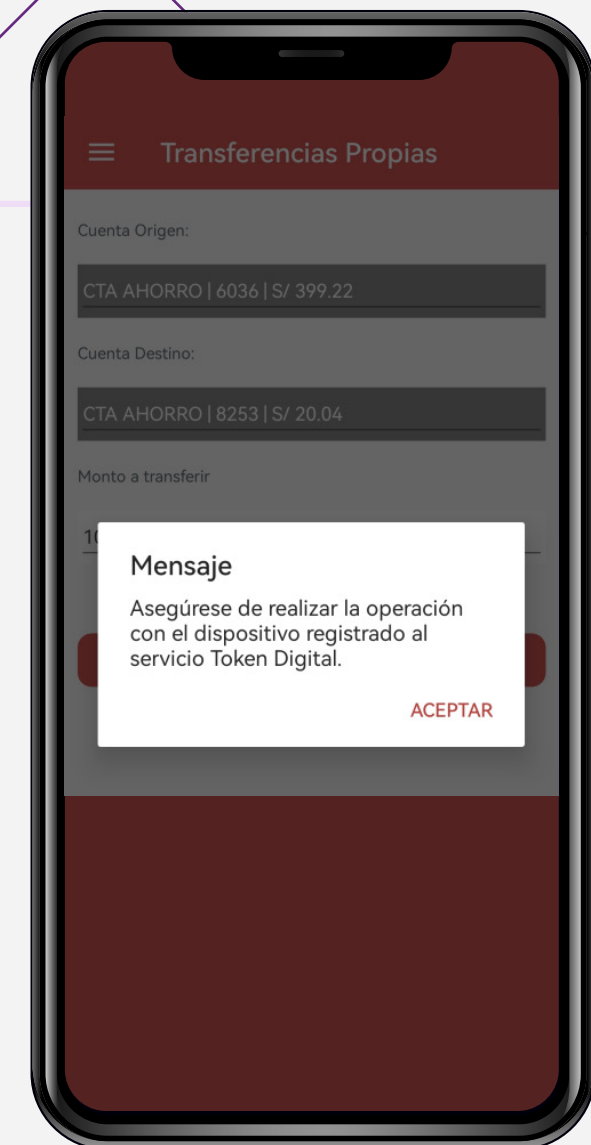 Transferencias Propias
Cuenta Origen:
CTA AHORRO | 6036 | S/ 399.22
Cuenta Destino:
CTA AHORRO | 8253 | S/ 20.04
Monto a transferir
Mensaje
Asegúrese de realizar la operación
con el dispositivo registrado al
servicio Token Digital.
ACEPTAR